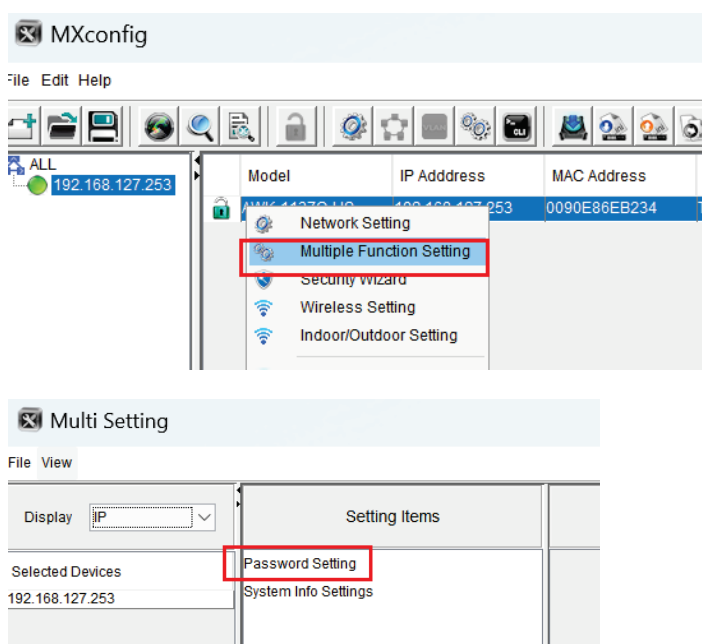 MXconfig
File Edit Help
VLAN
CLI
ALL
192.168.127.253
Model IP Adddress MAC Address
0090E86EB234
Network Setting
Multiple Function Setting
Security Wizard
Wireless Setting
Indoor/Outdoor Setting
Multi Setting
File View
Display IP
Setting Items
Selected Devices
192.168.127.253
Password Setting
System Info Settings